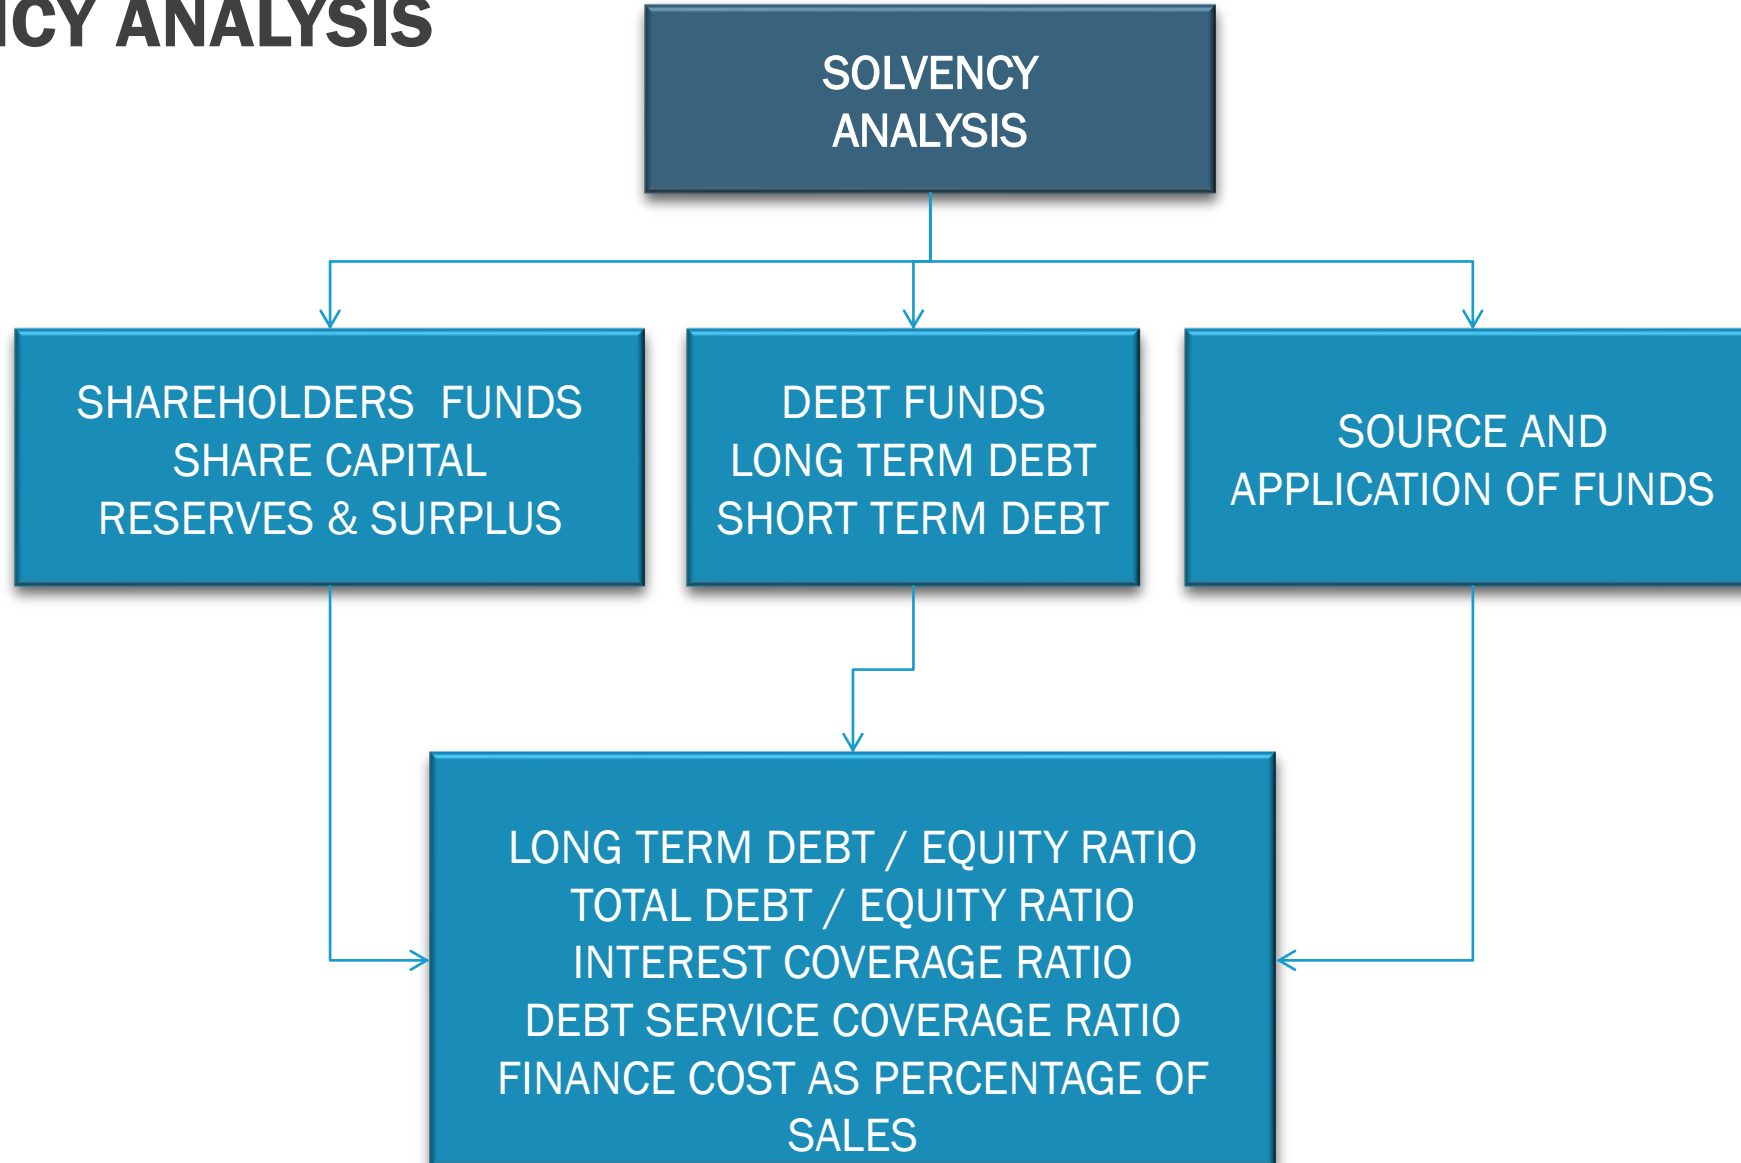 NCY ANALYSIS
SOLVENCY
ANALYSIS
SHAREHOLDERS FUNDS
SHARE CAPITAL
RESERVES & SURPLUS
DEBT FUNDS
LONG TERM DEBT
SHORT TERM DEBT
SOURCE AND
APPLICATION OF FUNDS
LONG TERM DEBT / EQUITY RATIO
TOTAL DEBT / EQUITY RATIO
INTEREST COVERAGE RATIO
DEBT SERVICE COVERAGE RATIO
FINANCE COST AS PERCENTAGE OF
SALES